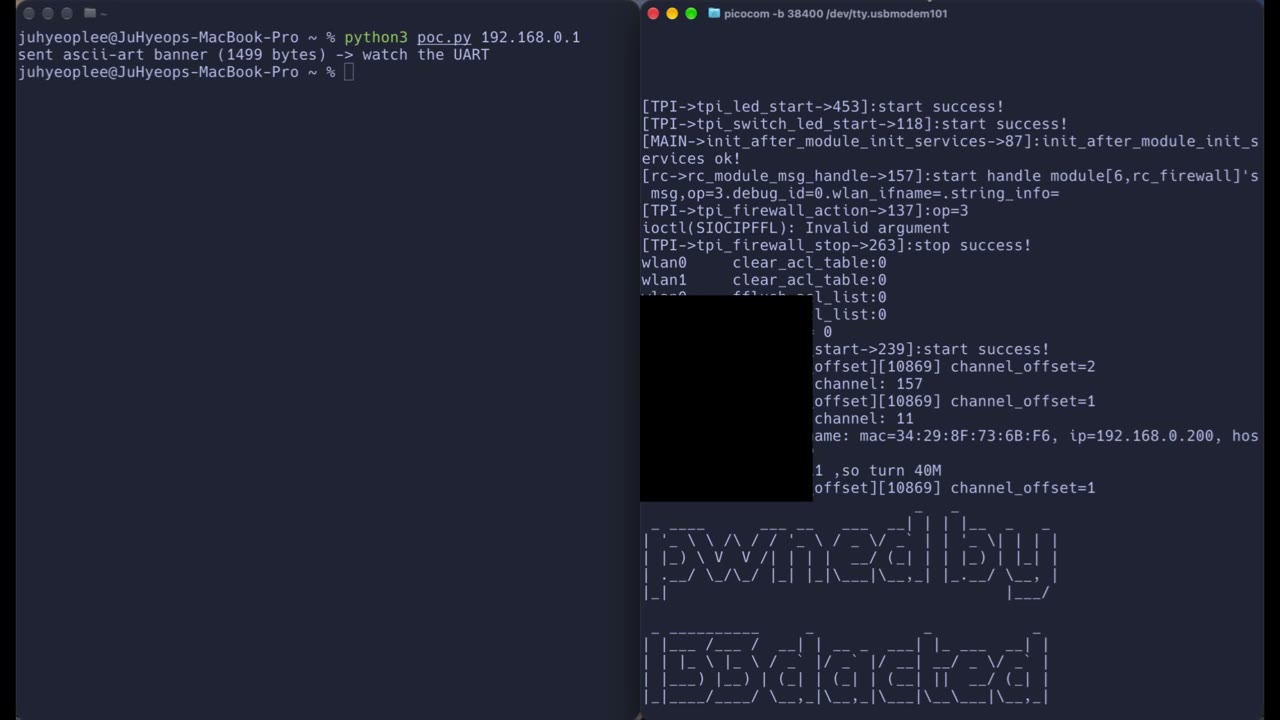 ~
juhyeoplee@JuHyeops-MacBook-Pro ~ % python3 poc.py 192.168.0.1
sent ascii-art banner (1499 bytes) -> watch the UART
juhyeoplee@JuHyeops-MacBook-Pro ~ %
picocom -b 38400 /dev/tty.usbmodem101
[TPI->tpi_led_start->453]:start success!
[TPI->tpi_switch_led_start->118]:start success!
[MAIN->init_after_module_init_services->87]:init_after_module_init_s
ervices ok!
[rc->rc_module_msg_handle->157]:start handle module[6,rc_firewall]'s
msg,op=3.debug_id=0.wlan_ifname=.string_info=
[TPI->tpi_firewall_action->137]:op=3
ioctl(SIOCIPFFL): Invalid argument
[TPI->tpi_firewall_stop->263]:stop success!
wlan0 clear_acl_table:0
wlan1 clear_acl_table:0
l_list:0
l_list:0
0
start->239]:start success!
offset][10869] channel_offset=2
channel: 157
offset][10869] channel_offset=1
channel: 11
ame: mac=34:29:8F:73:6B:F6, ip=192.168.0.200, hos
1 ,so turn 40M
offset][10869] channel_offset=1
pwned by